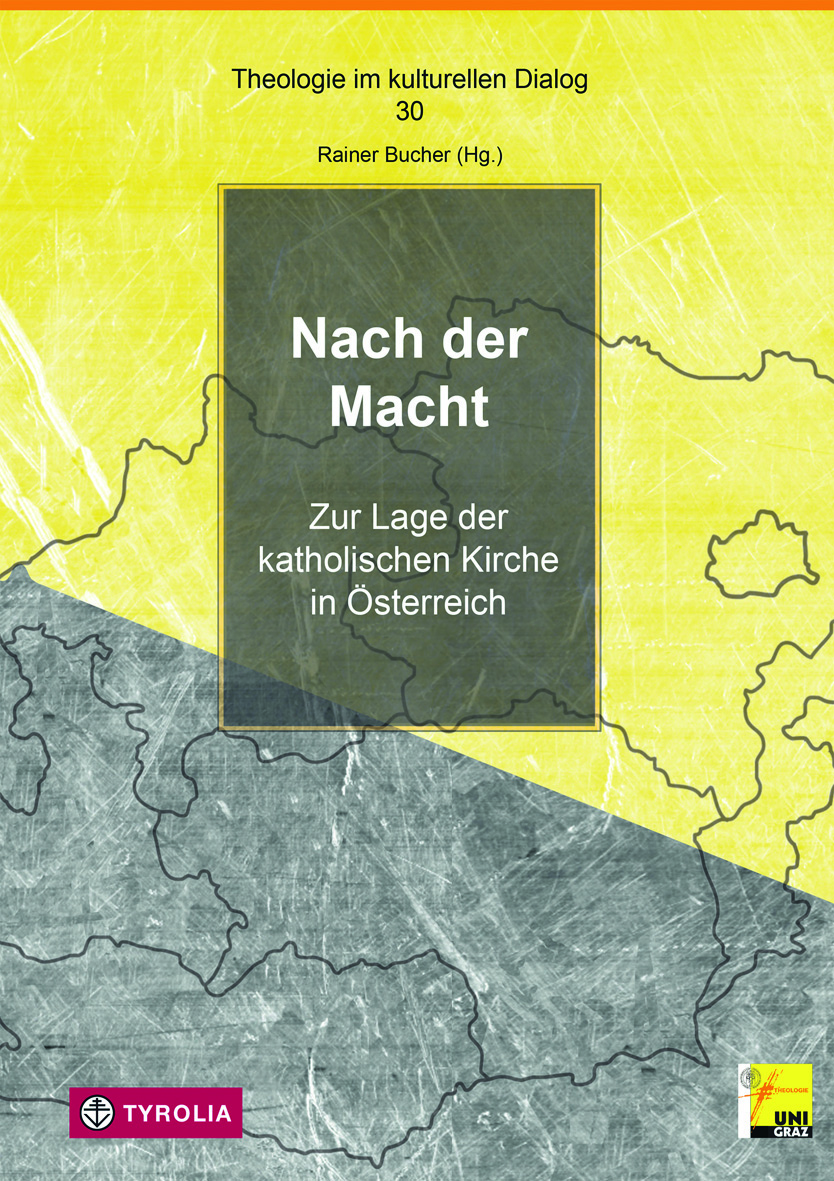 Theologie im kulturellen Dialog
30
Rainer Bucher (Hg.)
Nach der
Macht
Zur Lage der
katholischen Kirche
in Österreich
TYROLIA
THEOLOGIE
UNI
GRAZ